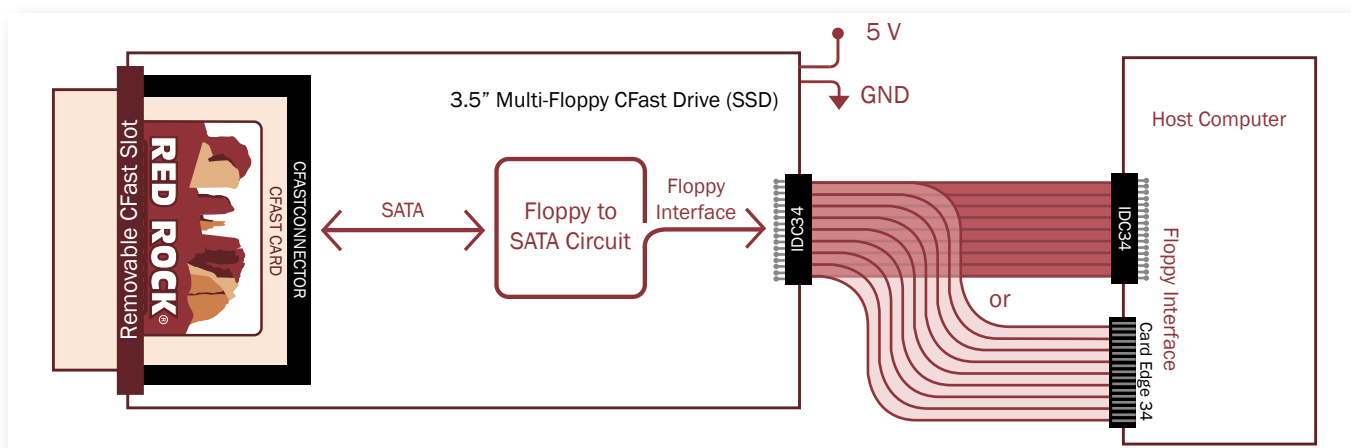 Removable CFast Slot
RED ROCK®
CFAST CARD
CFASTCONNECTOR
3.5” Multi-Floppy CFast Drive (SSD)
5 V
GND
SATA
Floppy to
SATA Circuit
Floppy
Interface
IDC34
or
IDC34
Card Edge 34
Floppy Interface
Host Computer